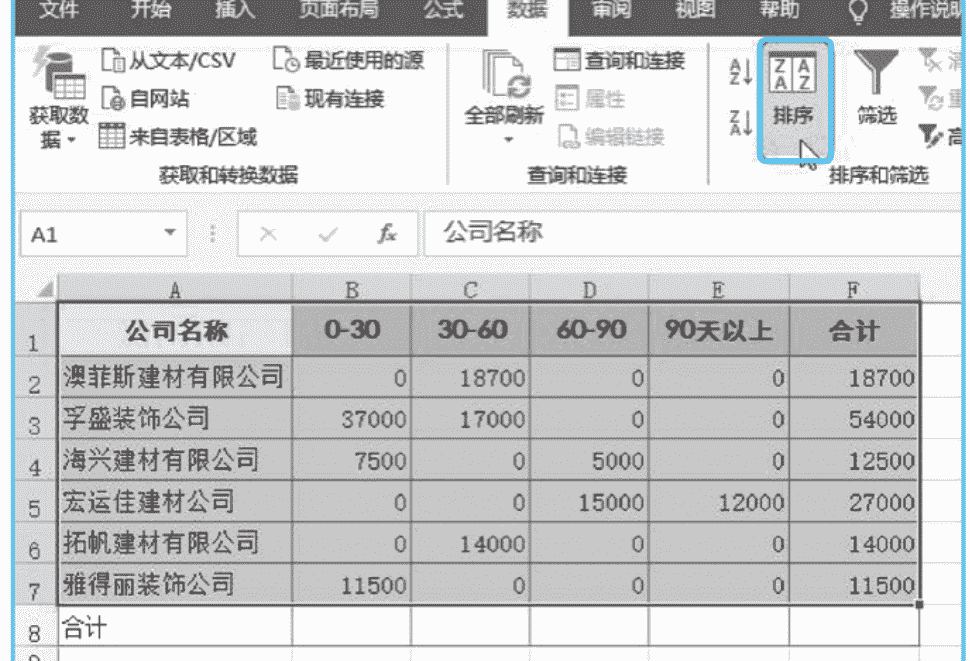 文件 开始 插入 页面布局 公式 数据 审阅 视图 帮助 操作说明
从文本/CSV 最近使用的源 查询和连接
获取数据 自网站 现有连接 全部刷新 属性 排序 筛选
来自表格/区域 编辑链接 高
获取和转换数据 查询和连接 排序和筛选
A1 fx 公司名称
A B C D E F
1 公司名称 0-30 30-60 60-90 90天以上 合计
2 澳菲斯建材有限公司 0 18700 0 0 18700
3 孚盛装饰公司 37000 17000 0 0 54000
4 海兴建材有限公司 7500 0 5000 0 12500
5 宏运佳建材公司 0 0 15000 12000 27000
6 拓帆建材有限公司 0 14000 0 0 14000
7 雅得丽装饰公司 11500 0 0 0 11500
8 合计